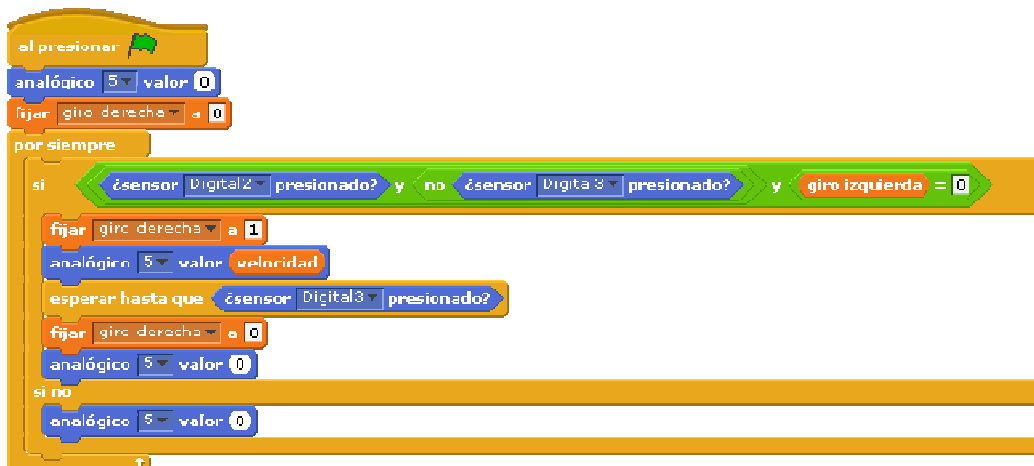 al presionar
analógico 5 valor 0
fijar giro derecha a 0
por siempre
si ¿sensor Digital2 presionado? y no ¿sensor Digital3 presionado? y giro izquierda = 0
fijar giro derecha a 1
analógico 5 valor velocidad
esperar hasta que ¿sensor Digital3 presionado?
fijar giro derecha a 0
analógico 5 valor 0
si no
analógico 5 valor 0